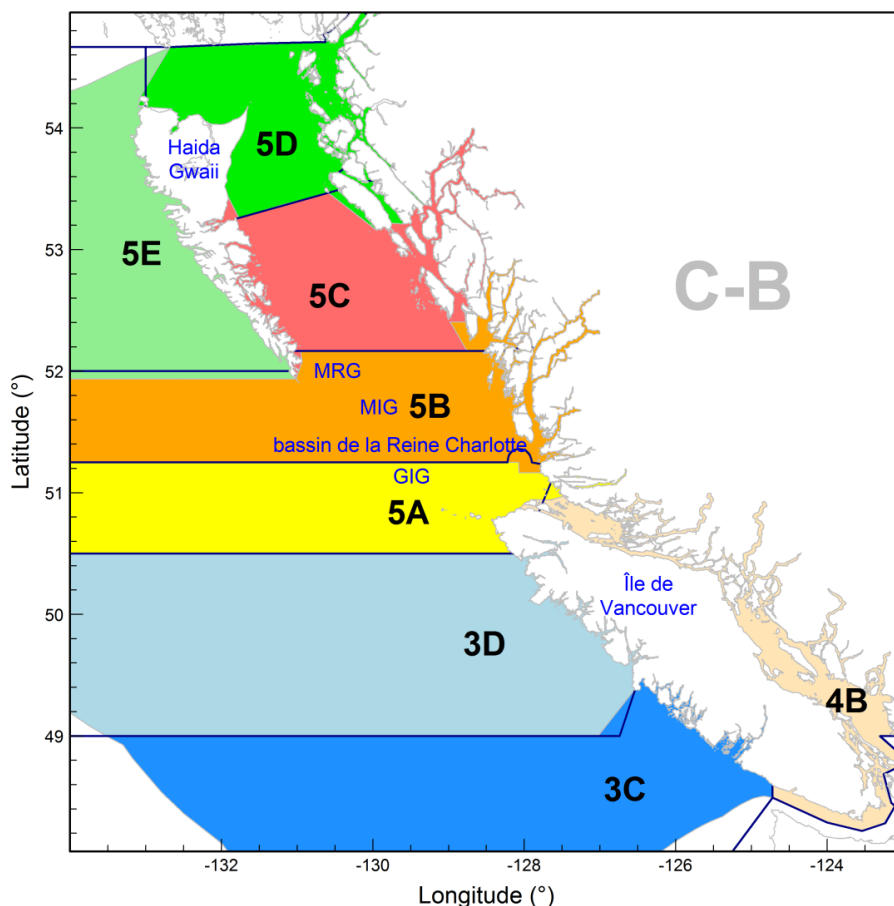 54
53
52
51
50
49
Latitude (°)
Haida
Gwaii
5D
5E
5C
C-B
MRG
MIG
5B
bassin de la Reine Charlotte
GIG
5A
Île de
Vancouver
3D
4B
3C
-132
-130
-128
-126
-124
Longitude (°)